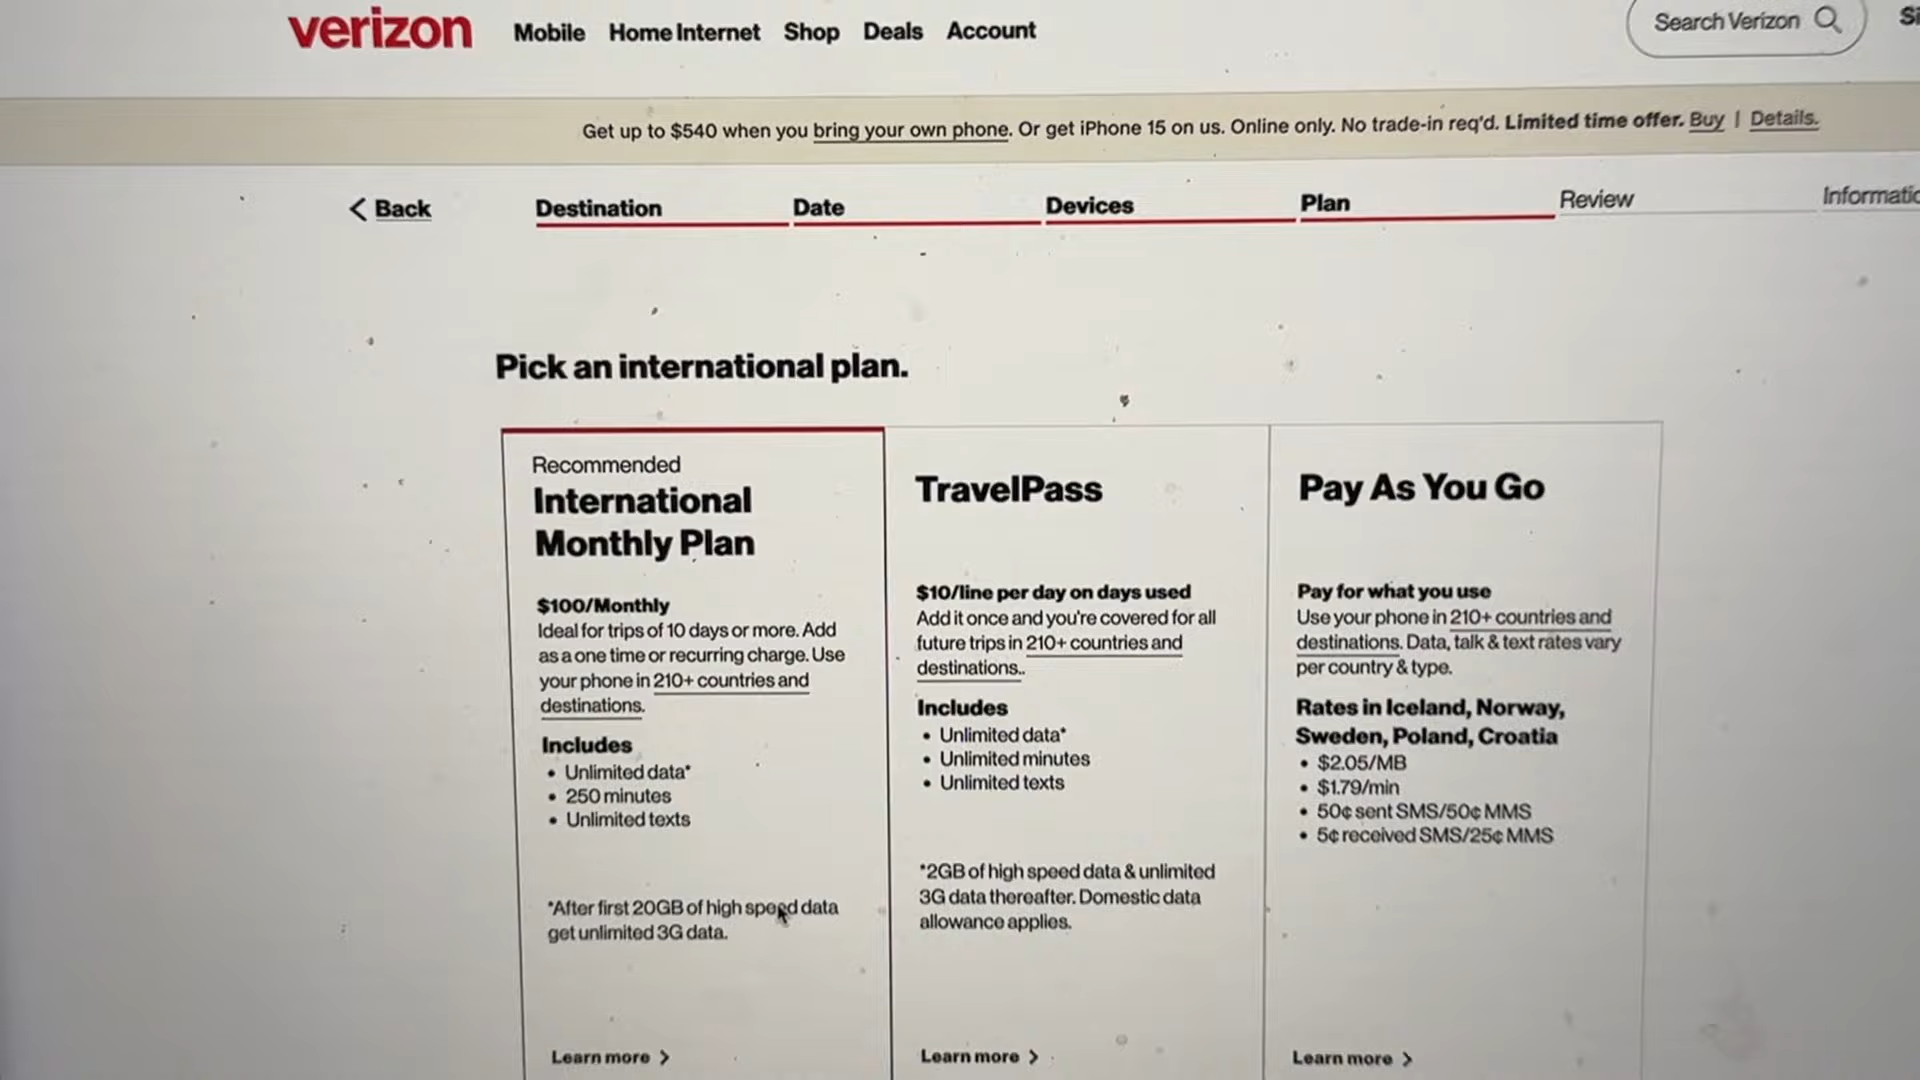 verizon
Mobile Home Internet Shop Deals Account
Search Verizon
Get up to $540 when you bring your own phone. Or get iPhone 15 on us. Online only. No trade-in req'd. Limited time offer. Buy | Details.
Back
Destination Date Devices Plan Review
Pick an international plan.
Recommended
International
Monthly Plan
$100/Monthly
Ideal for trips of 10 days or more. Add
as a one time or recurring charge. Use
your phone in 210+ countries and
destinations.
Includes
• Unlimited data*
• 250 minutes
• Unlimited texts
*After first 20GB of high speed data
get unlimited 3G data.
Learn more >
TravelPass
$10/line per day on days used
Add it once and you're covered for all
future trips in 210+ countries and
destinations..
Includes
• Unlimited data*
• Unlimited minutes
• Unlimited texts
*2GB of high speed data & unlimited
3G data thereafter. Domestic data
allowance applies.
Learn more >
Pay As You Go
Pay for what you use
Use your phone in 210+ countries and
destinations. Data, talk & text rates vary
per country & type.
Rates in Iceland, Norway,
Sweden, Poland, Croatia
• $2.05/MB
• $1.79/min
• 50¢ sent SMS/50¢ MMS
• 5¢ received SMS/25¢ MMS
Learn more >